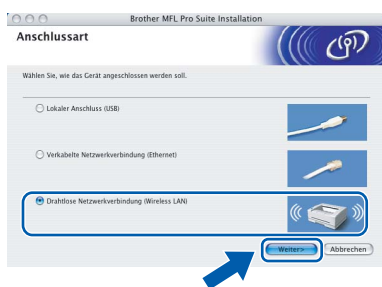 Brother MFL Pro Suite Installation
Anschlussart
Wählen Sie, wie das Gerät angeschlossen werden soll.
Lokaler Anschluss (USB)
Verkabelte Netzwerkverbindung (Ethernet)
Drahtlose Netzwerkverbindung (Wireless LAN)
Weiter>
Abbrechen